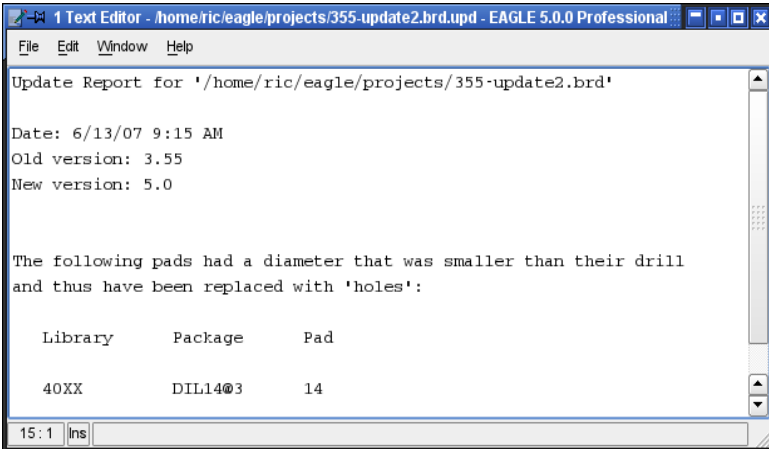 1 Text Editor - /home/ric/eagle/projects/355-update2.brd.upd - EAGLE 5.0.0 Professional
File Edit Window Help
Update Report for '/home/ric/eagle/projects/355-update2.brd'
Date: 6/13/07 9:15 AM
Old version: 3.55
New version: 5.0
The following pads had a diameter that was smaller than their drill
and thus have been replaced with 'holes':
Library Package Pad
40XX DIL14@3 14
15:1 Ins